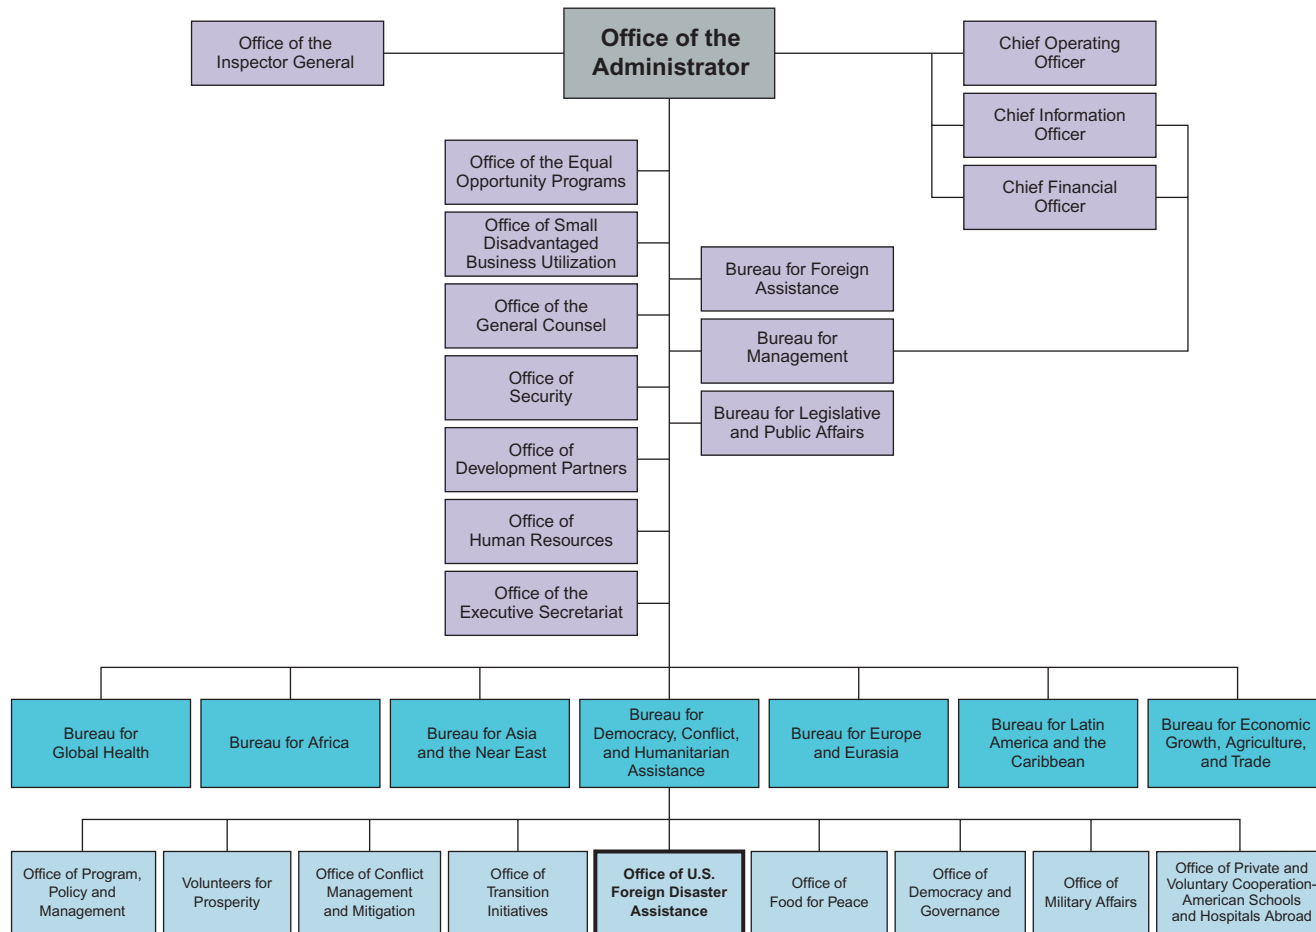 Office of the
Inspector General
Office of the
Administrator
Chief Operating
Officer
Chief Information
Officer
Chief Financial
Officer
Office of the Equal
Opportunity Programs
Office of Small
Disadvantaged
Business Utilization
Office of the
General Counsel
Office of
Security
Office of
Development Partners
Office of
Human Resources
Office of the
Executive Secretariat
Bureau for Foreign
Assistance
Bureau for
Management
Bureau for Legislative
and Public Affairs
Bureau for
Global Health
Bureau for Africa
Bureau for Asia
and the Near East
Bureau for
Democracy, Conflict,
and Humanitarian
Assistance
Bureau for Europe
and Eurasia
Bureau for Latin
America and the
Caribbean
Bureau for Economic
Growth, Agriculture,
and Trade
Office of Program,
Policy and
Management
Volunteers for
Prosperity
Office of Conflict
Management
and Mitigation
Office of
Transition
Initiatives
Office of U.S.
Foreign Disaster
Assistance
Office of
Food for Peace
Office of
Democracy and
Governance
Office of
Military Affairs
Office of Private and
Voluntary Cooperation–
American Schools
and Hospitals Abroad